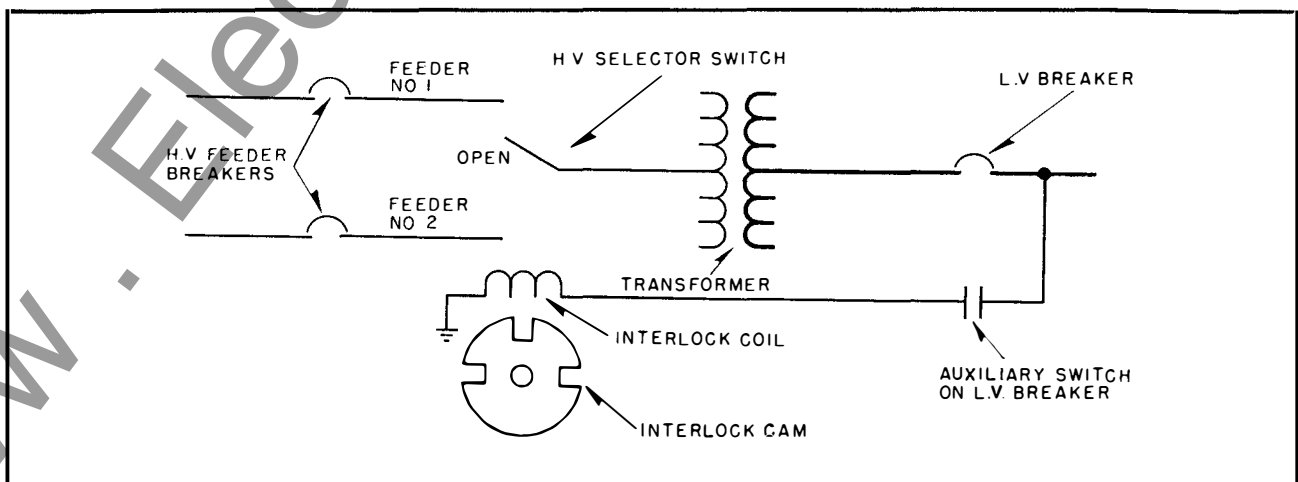 FEEDER
NO 1
H V SELECTOR SWITCH
L.V BREAKER
H.V FEEDER
BREAKERS
OPEN
FEEDER
NO 2
TRANSFORMER
INTERLOCK COIL
AUXILIARY SWITCH
ON L.V. BREAKER
INTERLOCK CAM
w . Elec